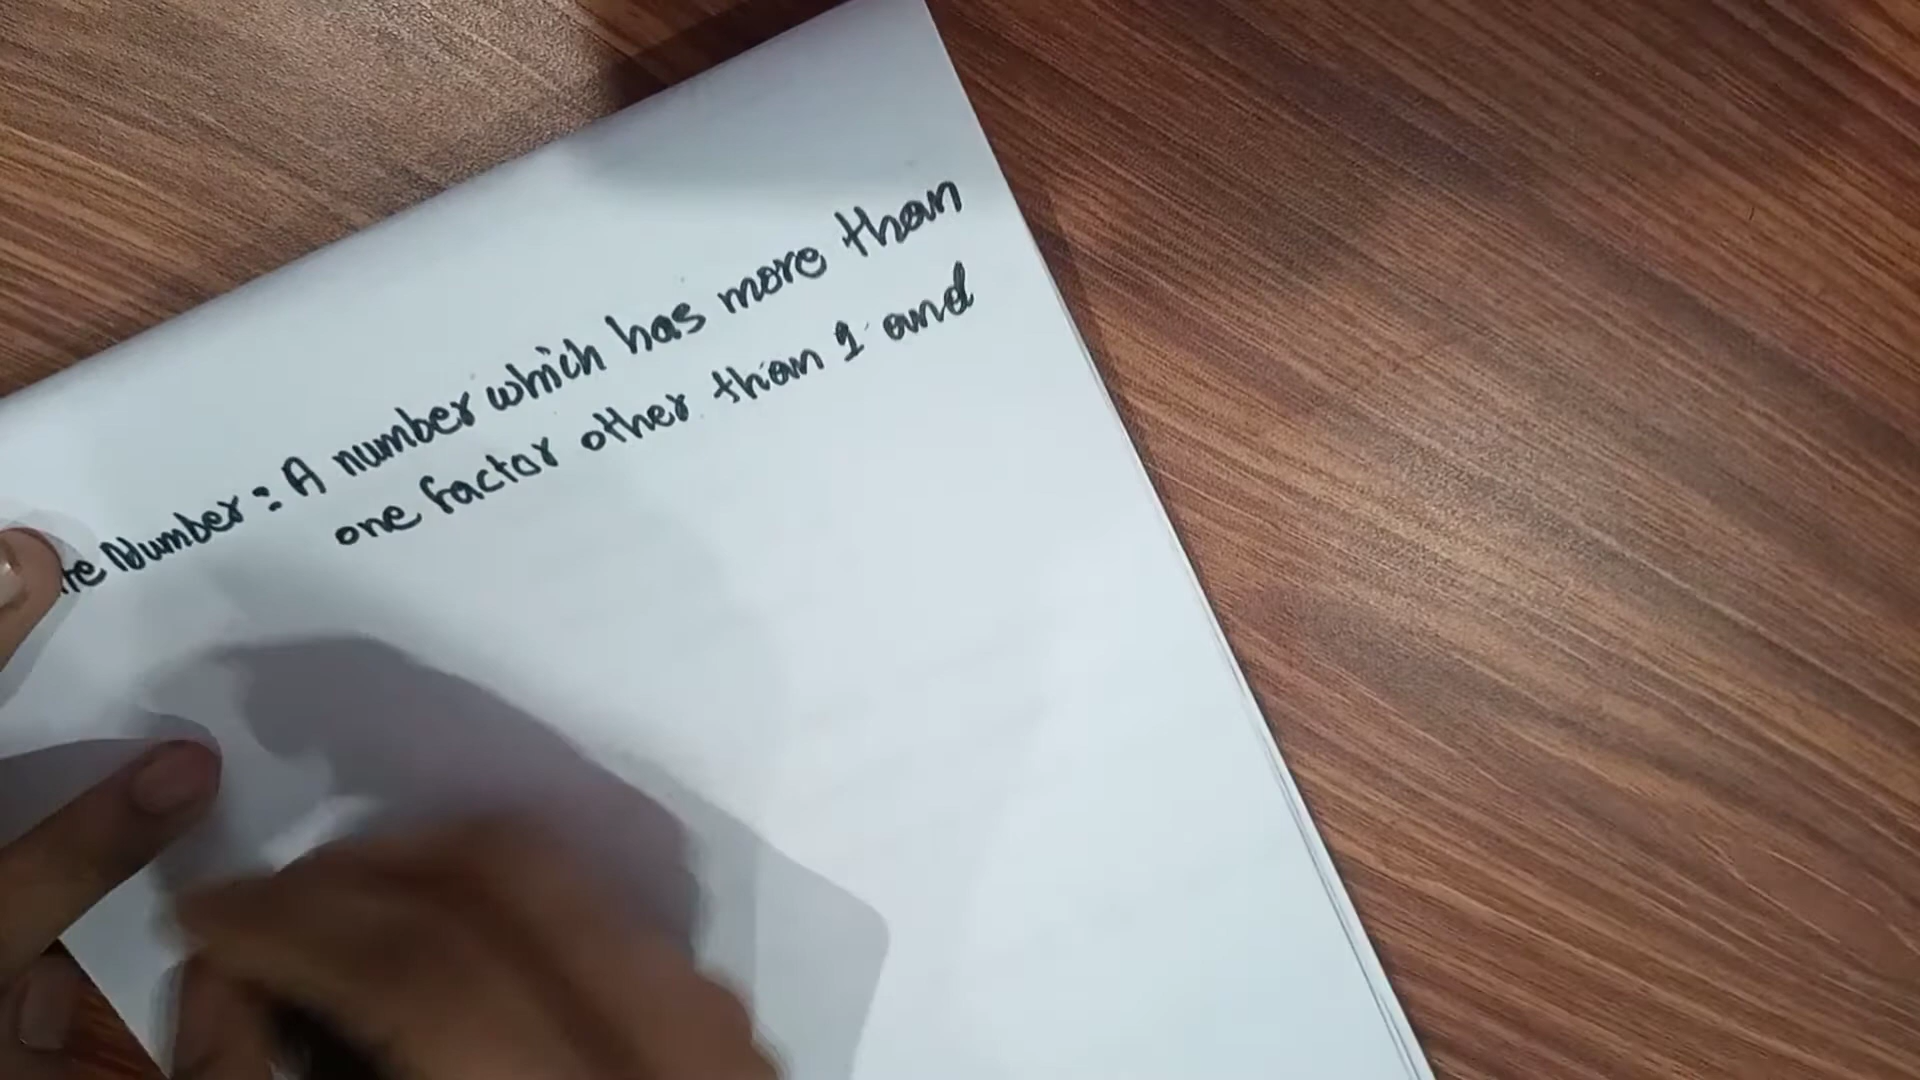 Number: A number which has more than
one factor other than 1 and